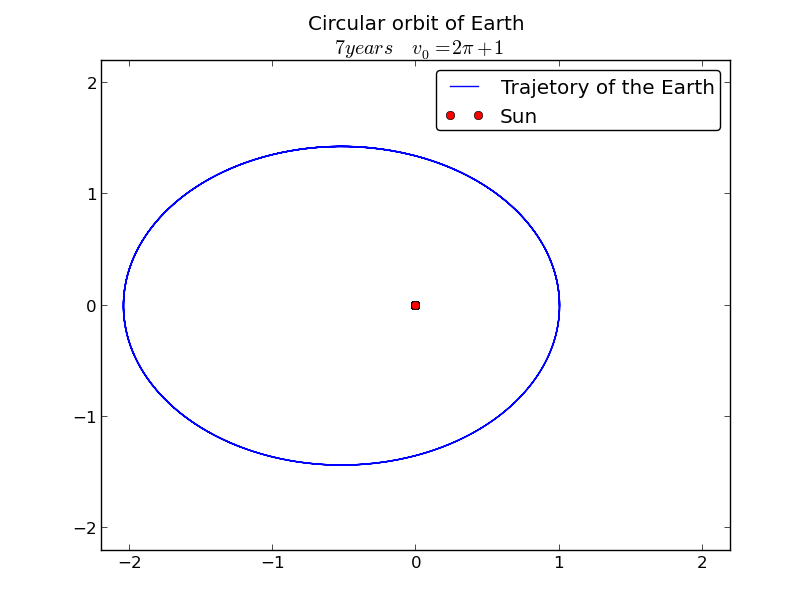 Circular orbit of Earth
7years v₀ = 2π + 1
Trajetory of the Earth
Sun
2
1
0
−1
−2
−2 −1 0 1 2